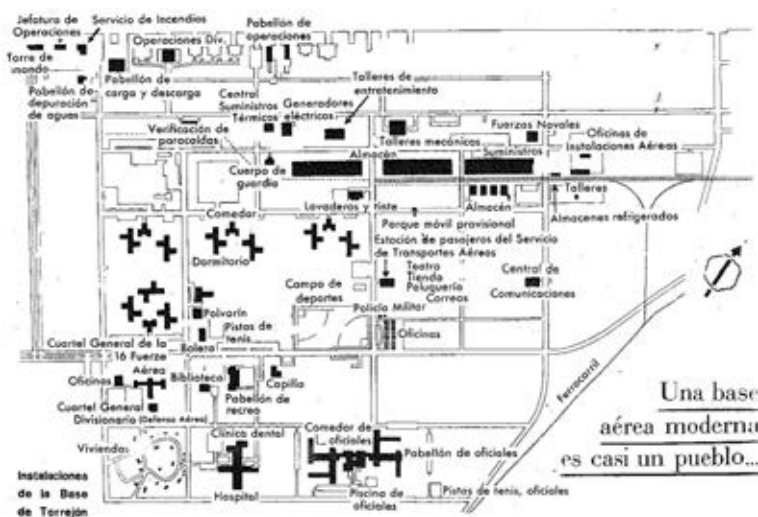 Jefatura de
Operaciones
Servicio de Incendios
Torre de
mando
Operaciones Div.
Pabellón de
operaciones
Pabellón de
depuración
de aguas
Pabellón de
carga y descarga
Central
Suministros
Térmicos
Generadores
eléctricos
Talleres de
entretenimiento
Verificación de
paracaídas
Cuerpo de
guardia
Almacén
Talleres mecánicos
Fuerzas Navales
Suministros
Oficinas de
Instalaciones Aéreas
Lavaderos y tinte
Almacén
Talleres
Almacenes refrigerados
Comedor
Dormitorio
Parque móvil provisional
Estación de pasajeros del Servicio
de Transportes Aéreos
Teatro
Tienda
Peluquería
Correos
Central de
Comunicaciones
Campo de
deportes
Policía Militar
Polvorín
Pistas de
tenis
Bolera
Oficinas
Cuartel General de la
16 Fuerza
Aérea
Oficinas
Biblioteca
Capilla
Pabellón de
recreo
Cuartel General
Divisionario (Defensa Aérea)
Ferrocarril
Viviendas
Clínica dental
Hospital
Comedor de
oficiales
Pabellón de oficiales
Piscina de
oficiales
Pistas de tenis, oficiales
Una base
aérea moderna
es casi un pueblo...
Instalaciones
de la Base
de Torrejón